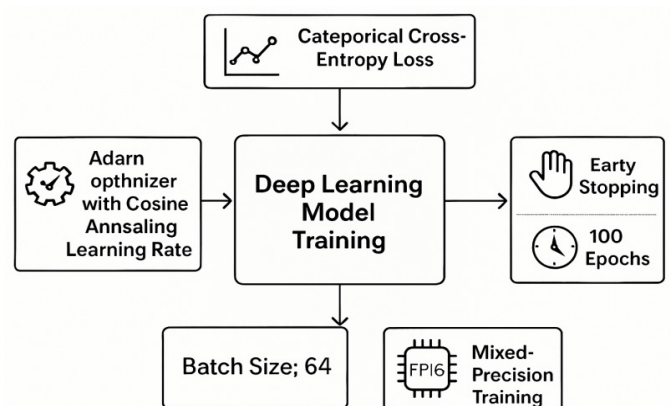 Cateporical Cross-
Entropy Loss
Adarn
opthnizer
with Cosine
Annsaling
Learning Rate
Deep Learning
Model
Training
Earty
Stopping
100
Epochs
Batch Size; 64
FPI6
Mixed-
Precision
Training